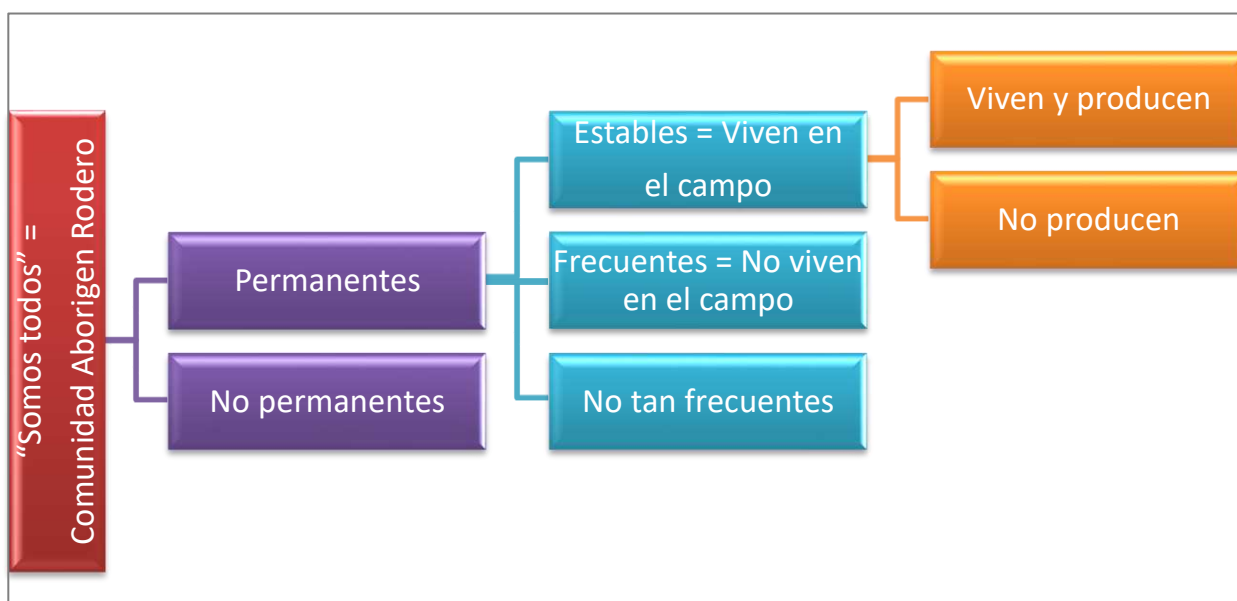 “Somos todos” =
Comunidad Aborigen Rodero
Permanentes
No permanentes
Estables = Viven en
el campo
Frecuentes = No viven
en el campo
No tan frecuentes
Viven y producen
No producen